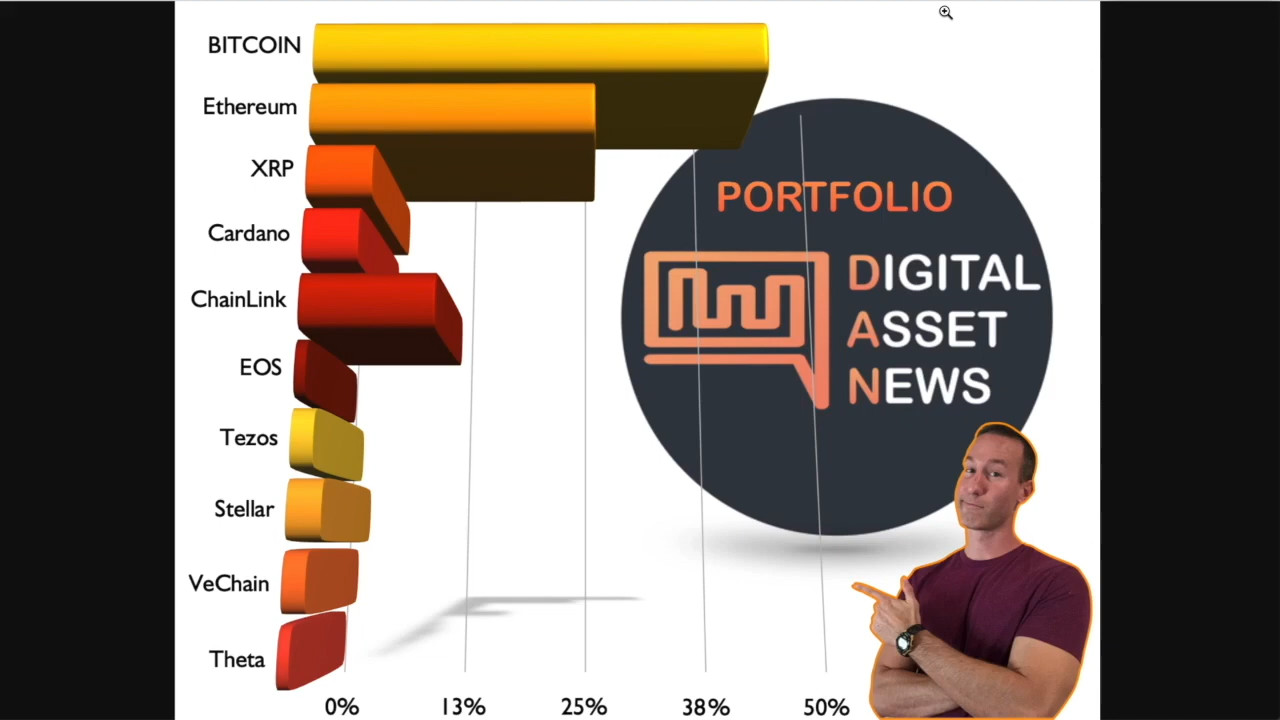 BITCOIN
Ethereum
XRP
Cardano
ChainLink
EOS
Tezos
Stellar
VeChain
Theta
0% 13% 25% 38% 50%
PORTFOLIO
DIGITAL
ASSET
NEWS